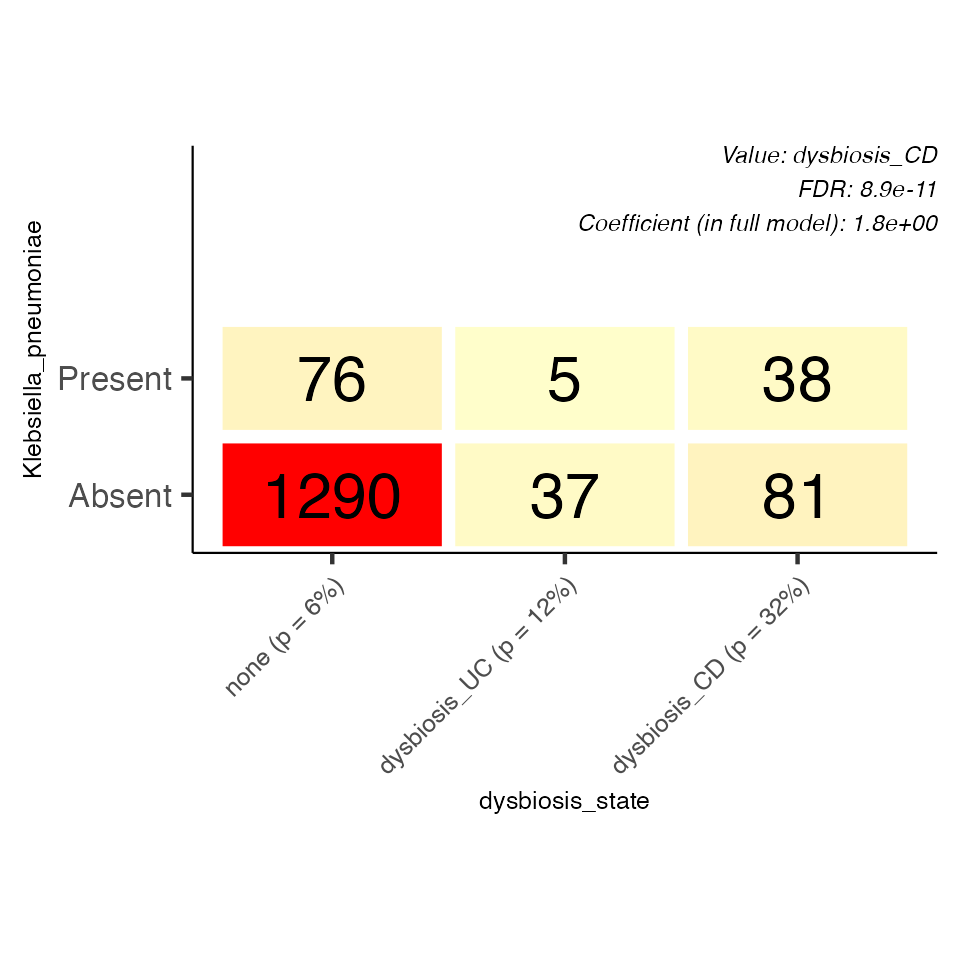 Value: dysbiosis_CD
FDR: 8.9e-11
Coefficient (in full model): 1.8e+00
Klebsiella_pneumoniae
Present
76
5
38
Absent
1290
37
81
none (p = 6%)
dysbiosis_UC (p = 12%)
dysbiosis_CD (p = 32%)
dysbiosis_state